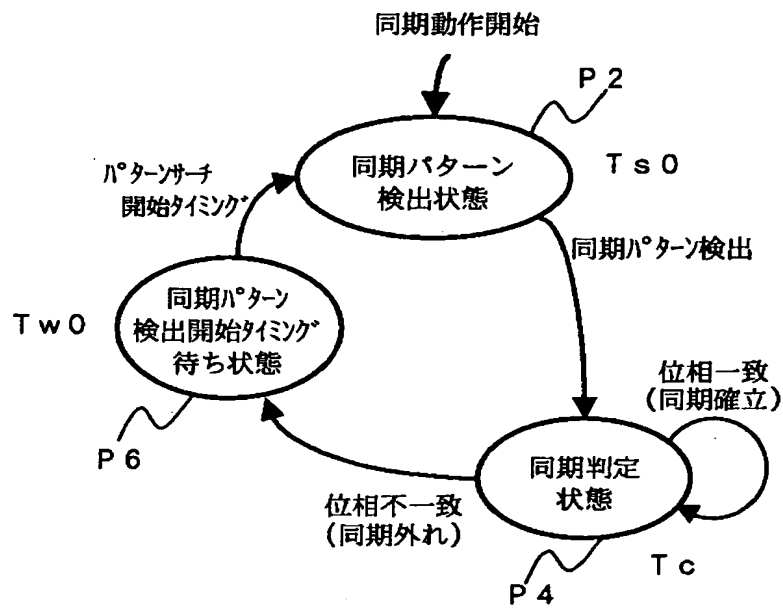 同期動作開始
P2
同期パターン
検出状態
Ts0
ﾊﾟﾀｰﾝｻｰﾁ
開始ﾀｲﾐﾝｸﾞ
同期ﾊﾟﾀｰﾝ検出
同期ﾊﾟﾀｰﾝ
検出開始ﾀｲﾐﾝｸﾞ
待ち状態
Tw0
P6
位相一致
(同期確立)
同期判定
状態
位相不一致
(同期外れ)
Tc
P4